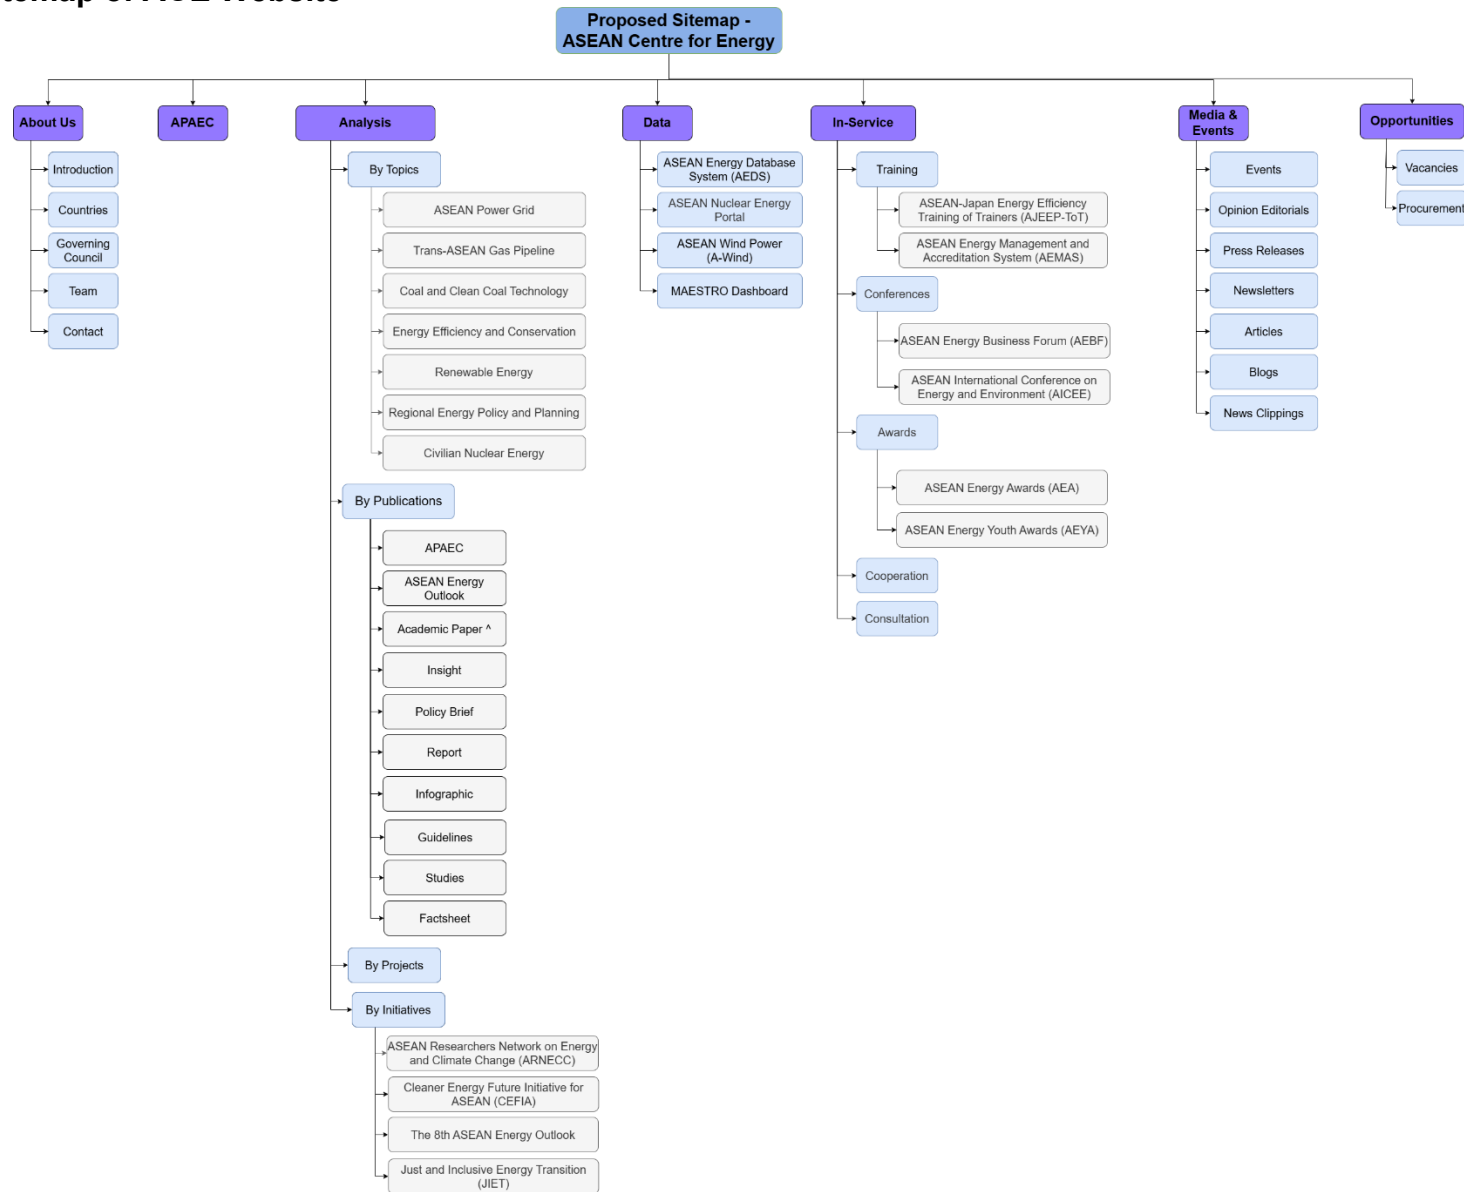 Proposed Sitemap -
ASEAN Centre for Energy
About Us
Introduction
Countries
Governing
Council
Team
Contact
APAEC
Analysis
By Topics
ASEAN Power Grid
Trans-ASEAN Gas Pipeline
Coal and Clean Coal Technology
Energy Efficiency and Conservation
Renewable Energy
Regional Energy Policy and Planning
Civilian Nuclear Energy
By Publications
APAEC
ASEAN Energy
Outlook
Academic Paper ^
Insight
Policy Brief
Report
Infographic
Guidelines
Studies
Factsheet
By Projects
By Initiatives
ASEAN Researchers Network on Energy
and Climate Change (ARNECC)
Cleaner Energy Future Initiative for
ASEAN (CEFIA)
The 8th ASEAN Energy Outlook
Just and Inclusive Energy Transition
(JIET)
Data
ASEAN Energy Database
System (AEDS)
ASEAN Nuclear Energy
Portal
ASEAN Wind Power
(A-Wind)
MAESTRO Dashboard
In-Service
Training
ASEAN-Japan Energy Efficiency
Training of Trainers (AJEEP-ToT)
ASEAN Energy Management and
Accreditation System (AEMAS)
Conferences
ASEAN Energy Business Forum (AEBF)
ASEAN International Conference on
Energy and Environment (AICEE)
Awards
ASEAN Energy Awards (AEA)
ASEAN Energy Youth Awards (AEYA)
Cooperation
Consultation
Media &
Events
Events
Opinion Editorials
Press Releases
Newsletters
Articles
Blogs
News Clippings
Opportunities
Vacancies
Procurement